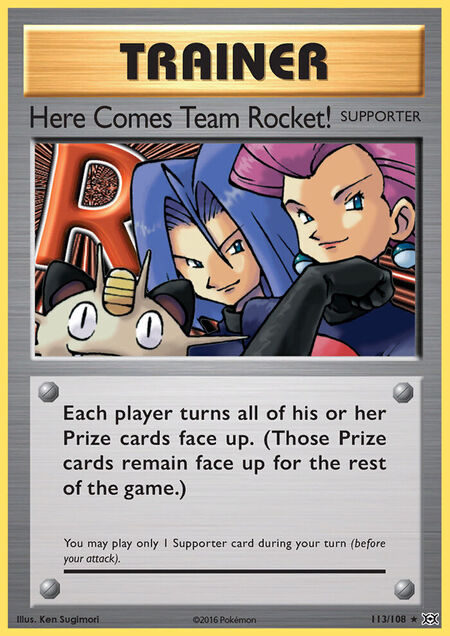 TRAINER
Here Comes Team Rocket! SUPPORTER
R
Each player turns all of his or her
Prize cards face up. (Those Prize
cards remain face up for the rest
of the game.)
You may play only 1 Supporter card during your turn (before
your attack).
Illus. Ken Sugimori ©2016 Pokémon 113/108 ★